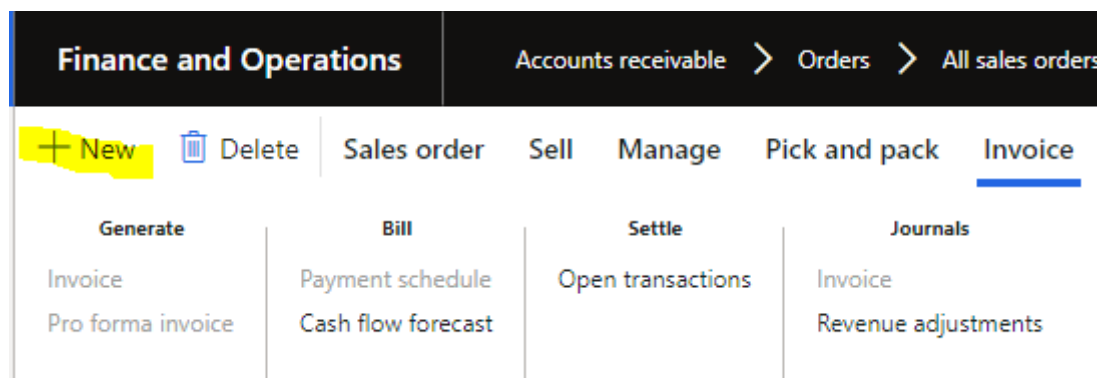 Finance and Operations Accounts receivable > Orders > All sales orders
+ New Delete Sales order Sell Manage Pick and pack Invoice
Generate Bill Settle Journals
Invoice Payment schedule Open transactions Invoice
Pro forma invoice Cash flow forecast Revenue adjustments